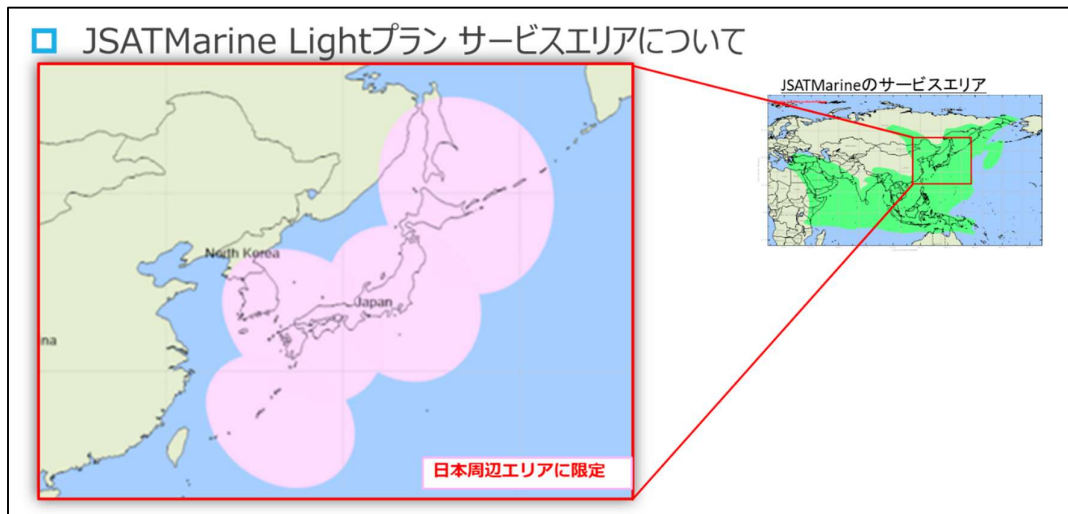 JSATMarine Lightプラン サービスエリアについて
JSATMarineのサービスエリア
North Korea
Japan
na
日本周辺エリアに限定